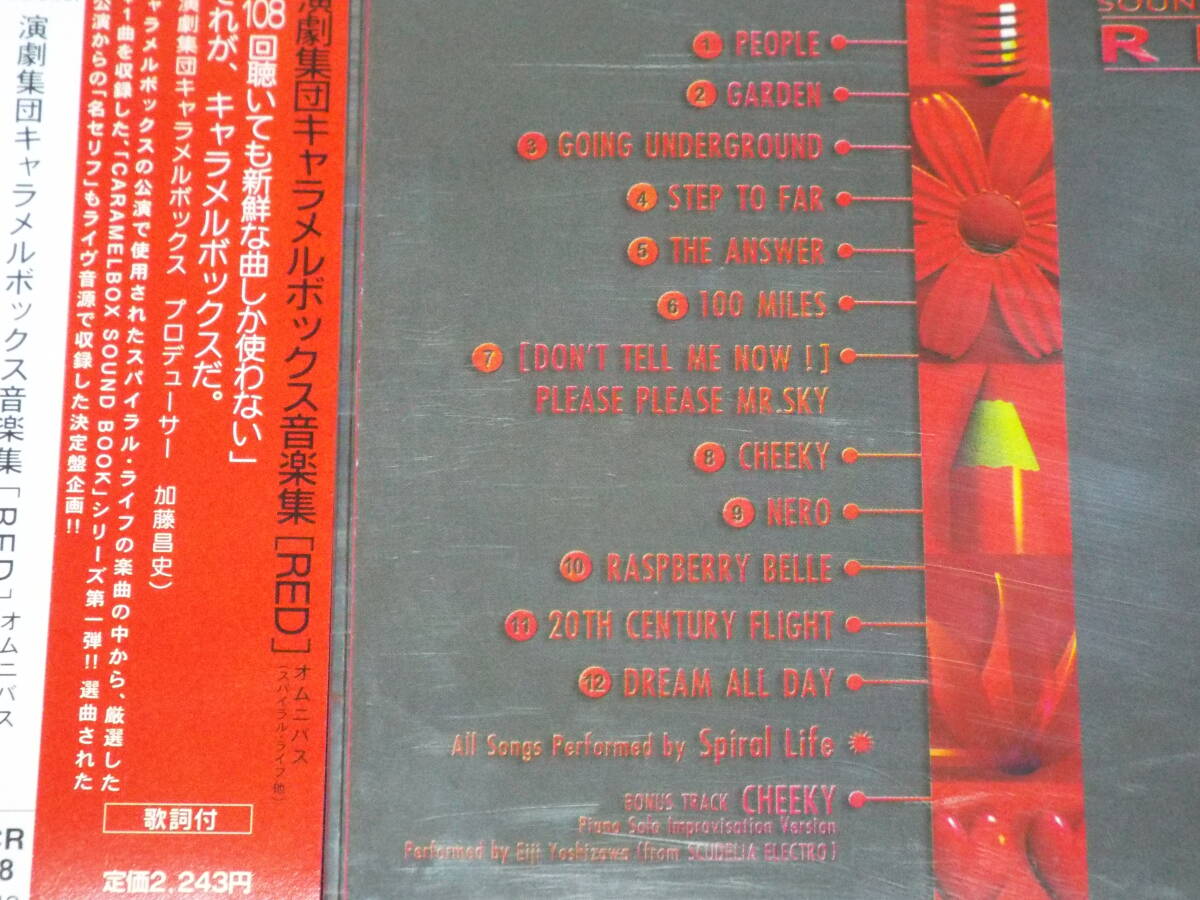 演劇集団キャラメルボックス音楽集「RED」オムニバス
演劇集団キャラメルボックス音楽集［RED］オムニバス
（スパイラル・ライフ他）
108回聴いても新鮮な曲しか使わない」
れが、キャラメルボックスだ。
演劇集団キャラメルボックス プロデューサー 加藤昌史）
ャラメルボックスの公演で使用されたスパイラル・ライフの楽曲の中から、厳選した
1曲を収録した、「CARAMELBOX SOUND BOOK」シリーズ第一弾!! 選曲された
公演からの「名セリフ」もライヴ音源で収録した決定盤企画!!
歌詞付
定価2,243円
CR
8
SOUN
R
1 PEOPLE
2 GARDEN
3 GOING UNDERGROUND
4 STEP TO FAR
5 THE ANSWER
6 100 MILES
7 [DON'T TELL ME NOW !]
PLEASE PLEASE MR.SKY
8 CHEEKY
9 NERO
10 RASPBERRY BELLE
11 20TH CENTURY FLIGHT
12 DREAM ALL DAY
All Songs Performed by Spiral Life
BONUS TRACK CHEEKY
Piano Solo Improvisation Version
Performed by Eiji Yoshizawa (from SCUDELIA ELECTRO)